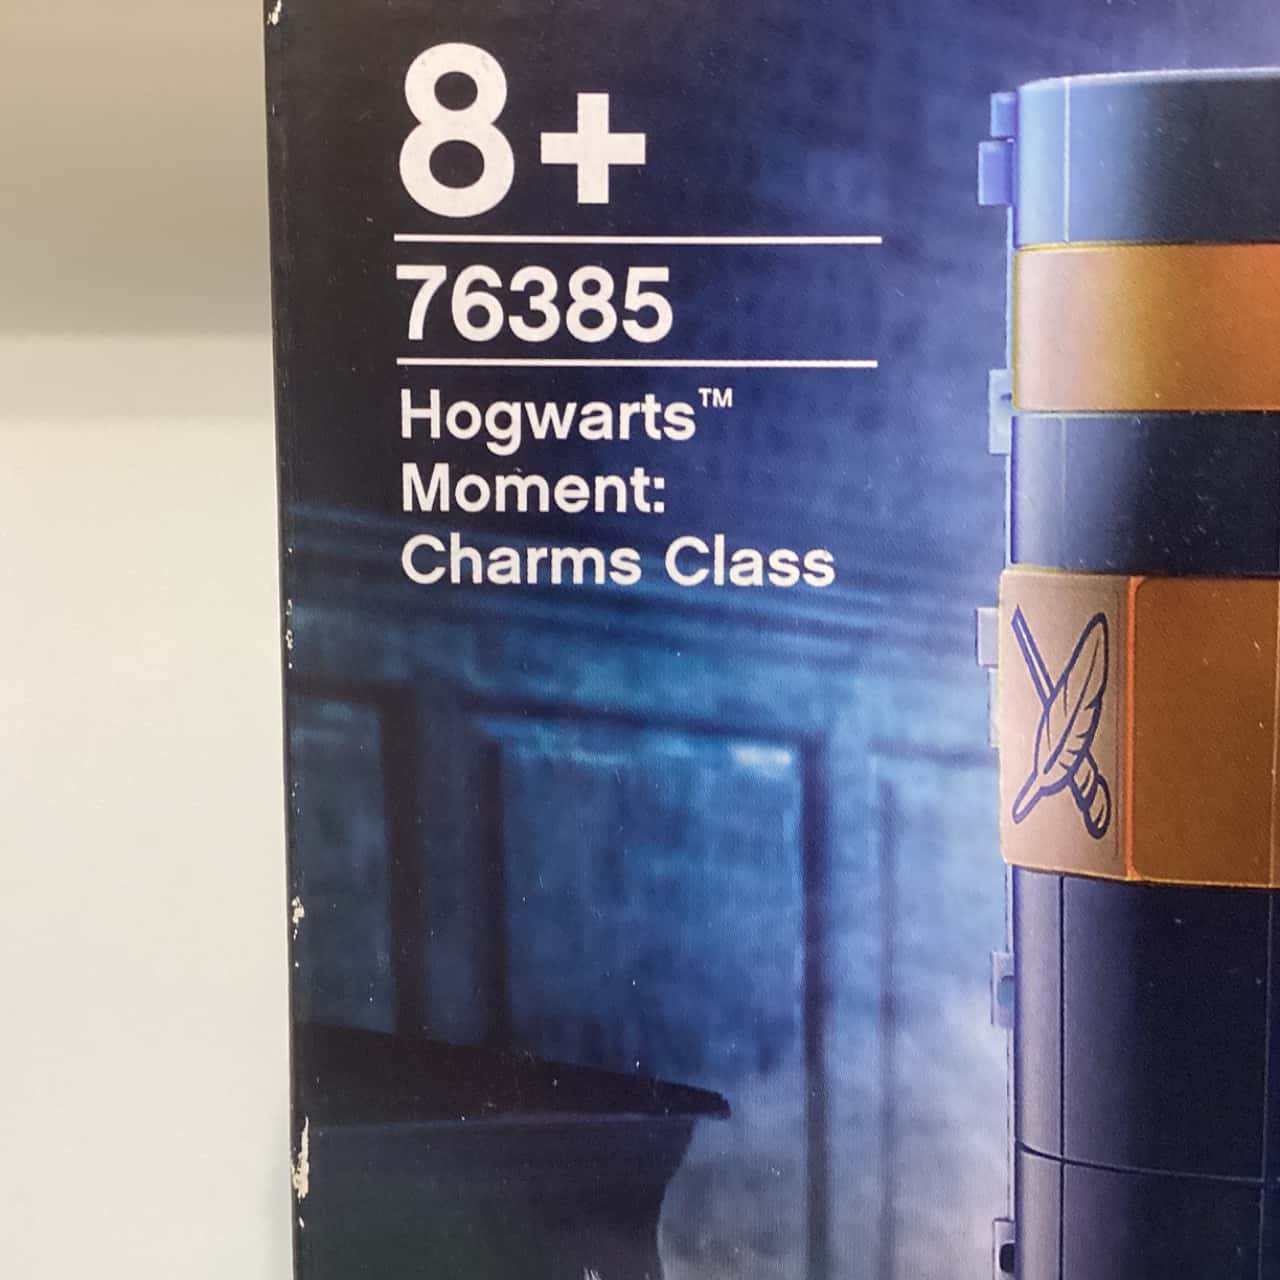 8+
76385
Hogwarts™
Moment:
Charms Class